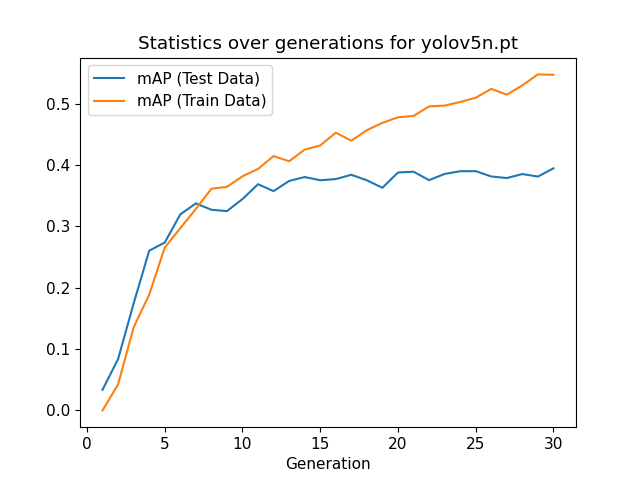 Statistics over generations for yolov5n.pt
mAP (Test Data)
mAP (Train Data)
0.5
0.4
0.3
0.2
0.1
0.0
0 5 10 15 20 25 30
Generation